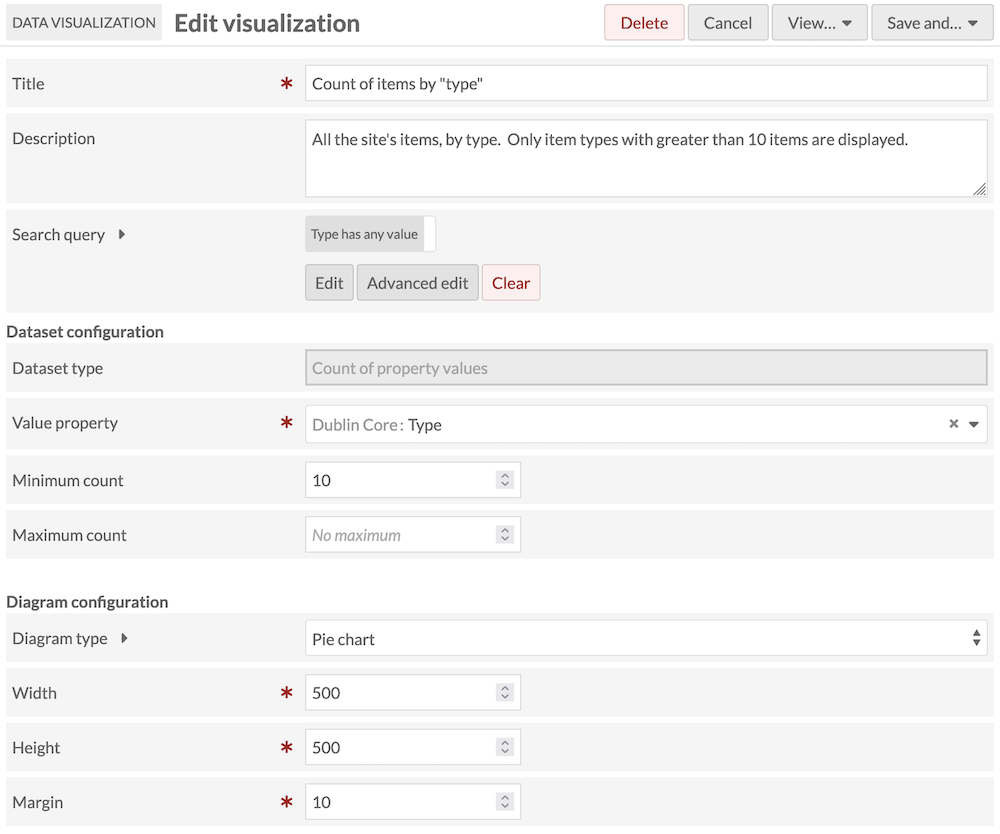 DATA VISUALIZATION Edit visualization Delete Cancel View... Save and...
Title * Count of items by "type"
Description All the site's items, by type.  Only item types with greater than 10 items are displayed.
Search query Type has any value
Edit Advanced edit Clear
Dataset configuration
Dataset type Count of property values
Value property * Dublin Core: Type ×
Minimum count 10
Maximum count No maximum
Diagram configuration
Diagram type Pie chart
Width * 500
Height * 500
Margin * 10